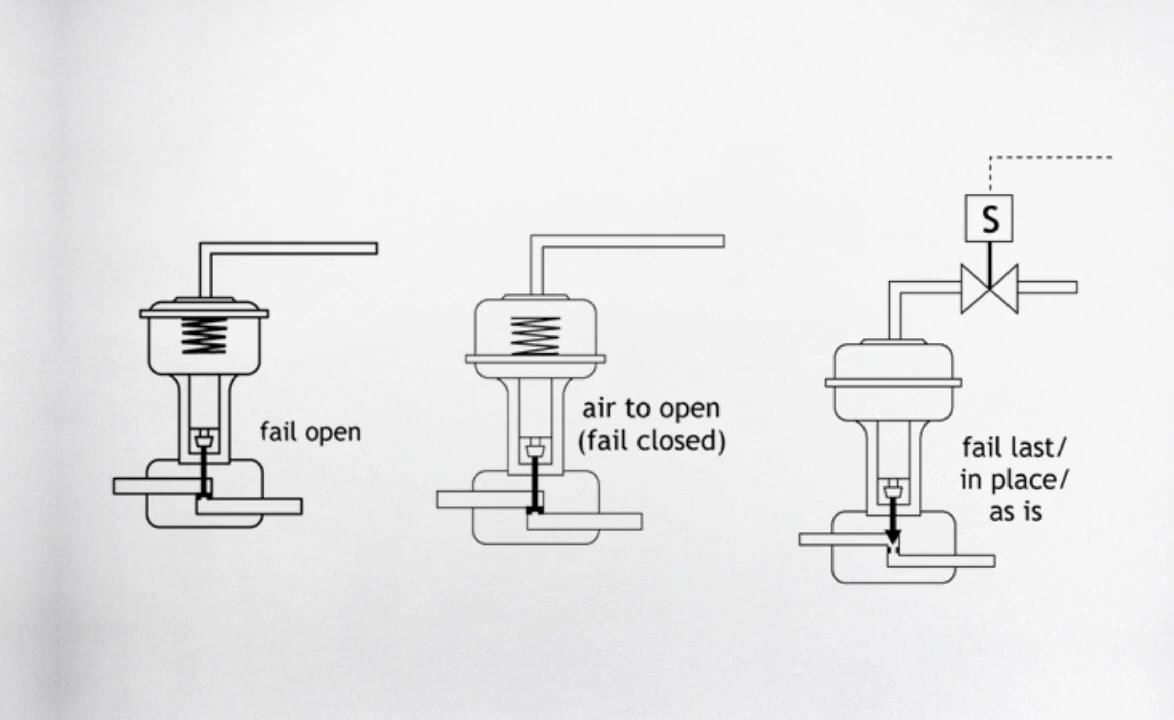 S
fail open
air to open
(fail closed)
fail last/
in place/
as is